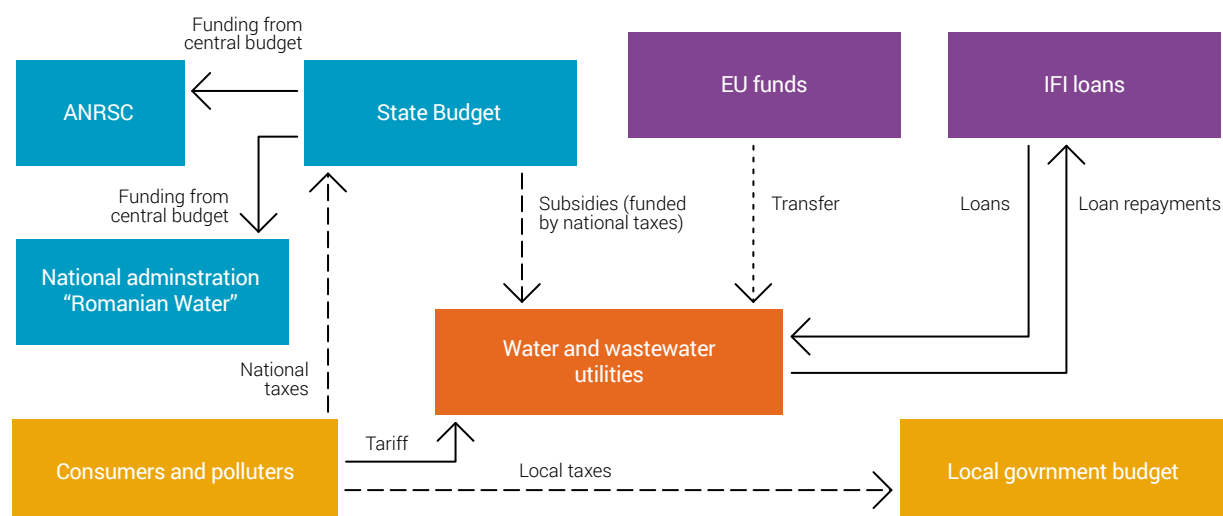 Funding from
central budget
ANRSC
State Budget
EU funds
IFI loans
Funding from
central budget
Subsidies (funded
by national taxes)
Transfer
Loans
Loan repayments
National adminstration
“Romanian Water”
Water and wastewater
utilities
National
taxes
Consumers and polluters
Tariff
Local taxes
Local govrnment budget